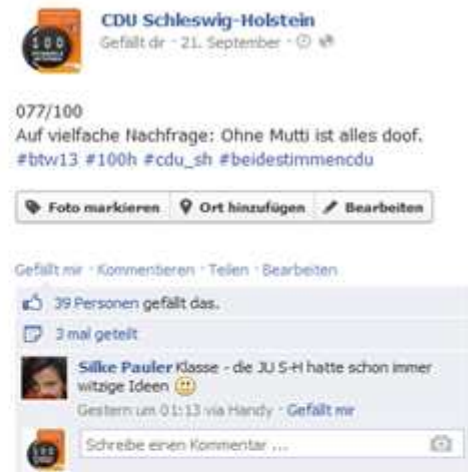 CDU Schleswig-Holstein
Gefällt dir · 21. September ·
100
077/100
Auf vielfache Nachfrage: Ohne Mutti ist alles doof.
#btw13 #100h #cdu_sh #beidestimmencdu
Foto markieren Ort hinzufügen Bearbeiten
Gefällt mir · Kommentieren · Teilen · Bearbeiten
39 Personen gefällt das.
3 mal geteilt
Silke Pauler Klasse - die JU S-H hatte schon immer
witzige Ideen
Gestern um 01:13 via Handy · Gefällt mir
Schreibe einen Kommentar ...